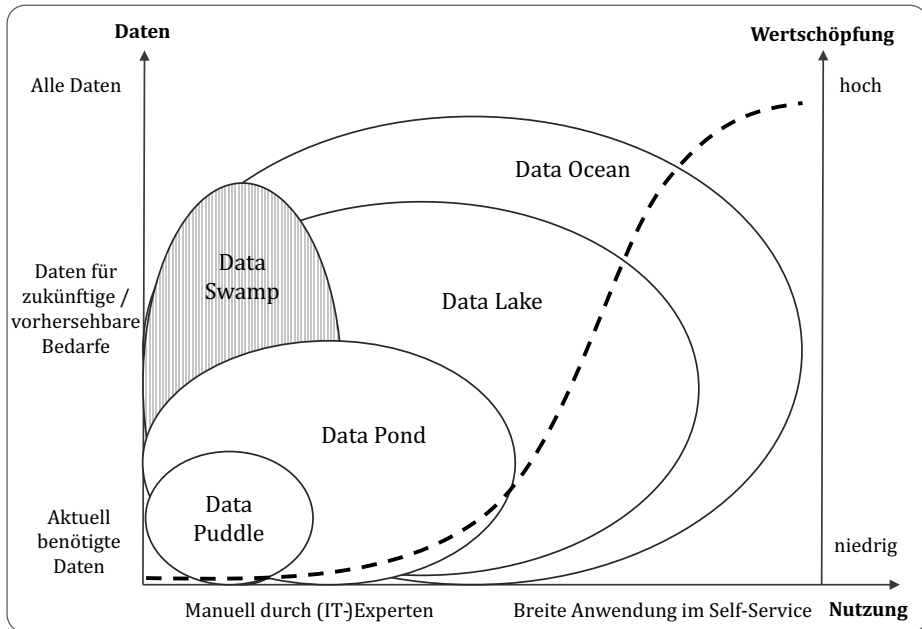 Daten
Wertschöpfung
Alle Daten
hoch
Data Ocean
Data
Swamp
Daten für
zukünftige /
vorhersehbare
Bedarfe
Data Lake
Data Pond
Data
Puddle
Aktuell
benötigte
Daten
niedrig
Manuell durch (IT-)Experten
Breite Anwendung im Self-Service
Nutzung